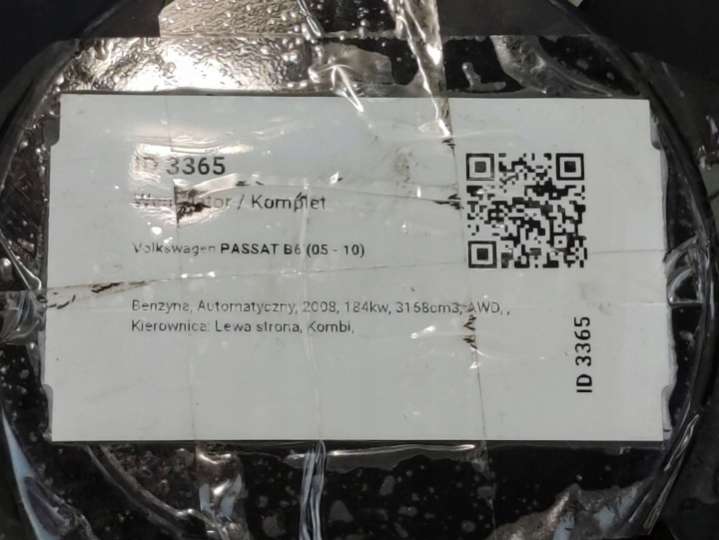 ID 3365
Wentylator / Komplet
Volkswagen PASSAT B6 (05 - 10)
Benzyna, Automatyczny, 2008, 184kw, 3168cm3, AWD, ,
Kierownica: Lewa strona, Kombi,
ID 3365